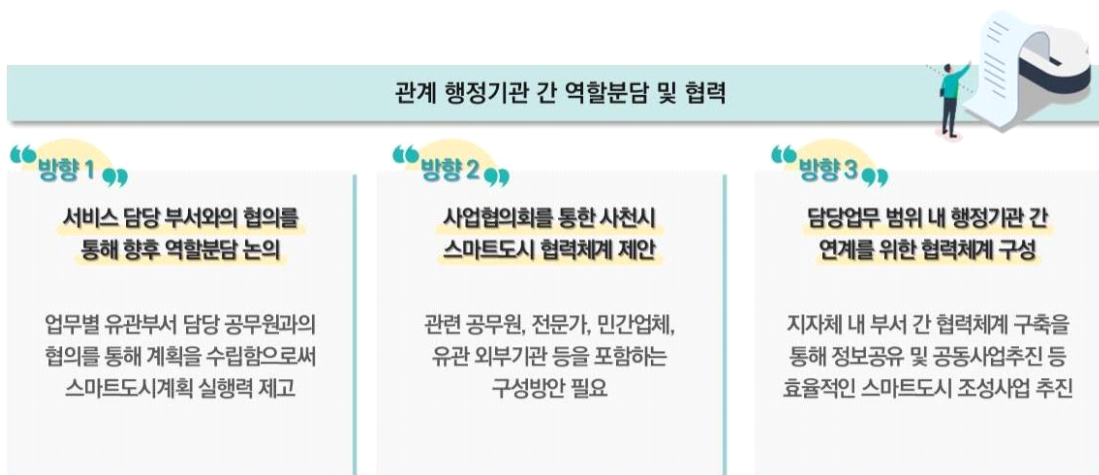 관계 행정기관 간 역할분담 및 협력
방향 1
서비스 담당 부서와의 협의를
통해 향후 역할분담 논의
업무별 유관부서 담당 공무원과의
협의를 통해 계획을 수립함으로써
스마트도시계획 실행력 제고
방향 2
사업협의회를 통한 사천시
스마트도시 협력체계 제안
관련 공무원, 전문가, 민간업체,
유관 외부기관 등을 포함하는
구성방안 필요
방향 3
담당업무 범위 내 행정기관 간
연계를 위한 협력체계 구성
지자체 내 부서 간 협력체계 구축을
통해 정보공유 및 공동사업추진 등
효율적인 스마트도시 조성사업 추진